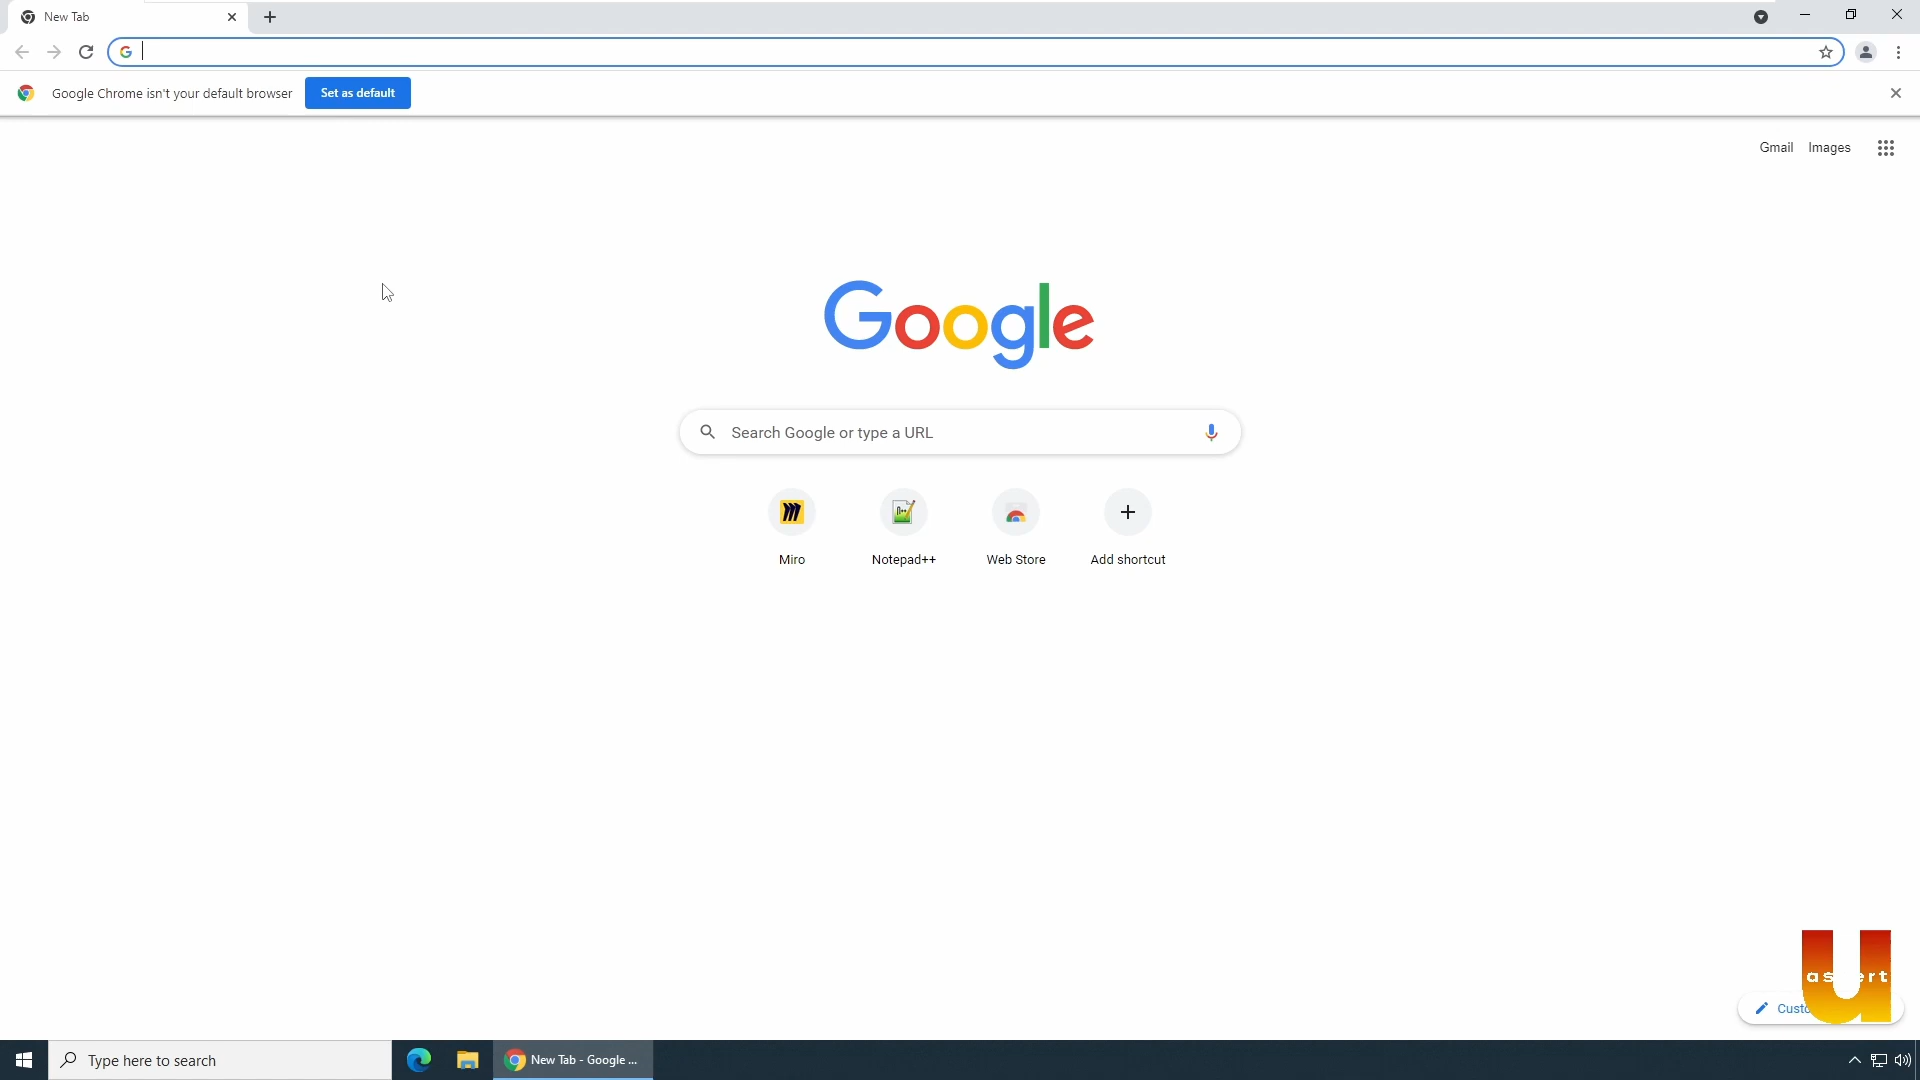 New Tab
Google Chrome isn't your default browser
Set as default
Gmail
Images
Google
Search Google or type a URL
Miro
Notepad++
Web Store
Add shortcut
Type here to search
New Tab - Google ...